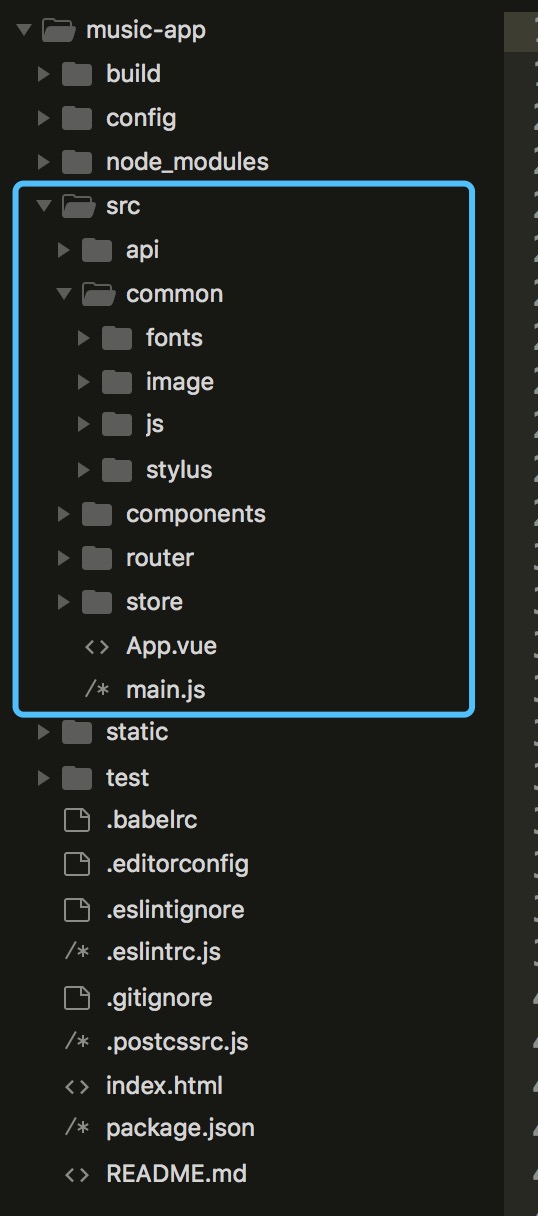 music-app
build
config
node_modules
src
api
common
fonts
image
js
stylus
components
router
store
App.vue
main.js
static
test
.babelrc
.editorconfig
.eslintignore
.eslintrc.js
.gitignore
.postcssrc.js
index.html
package.json
README.md